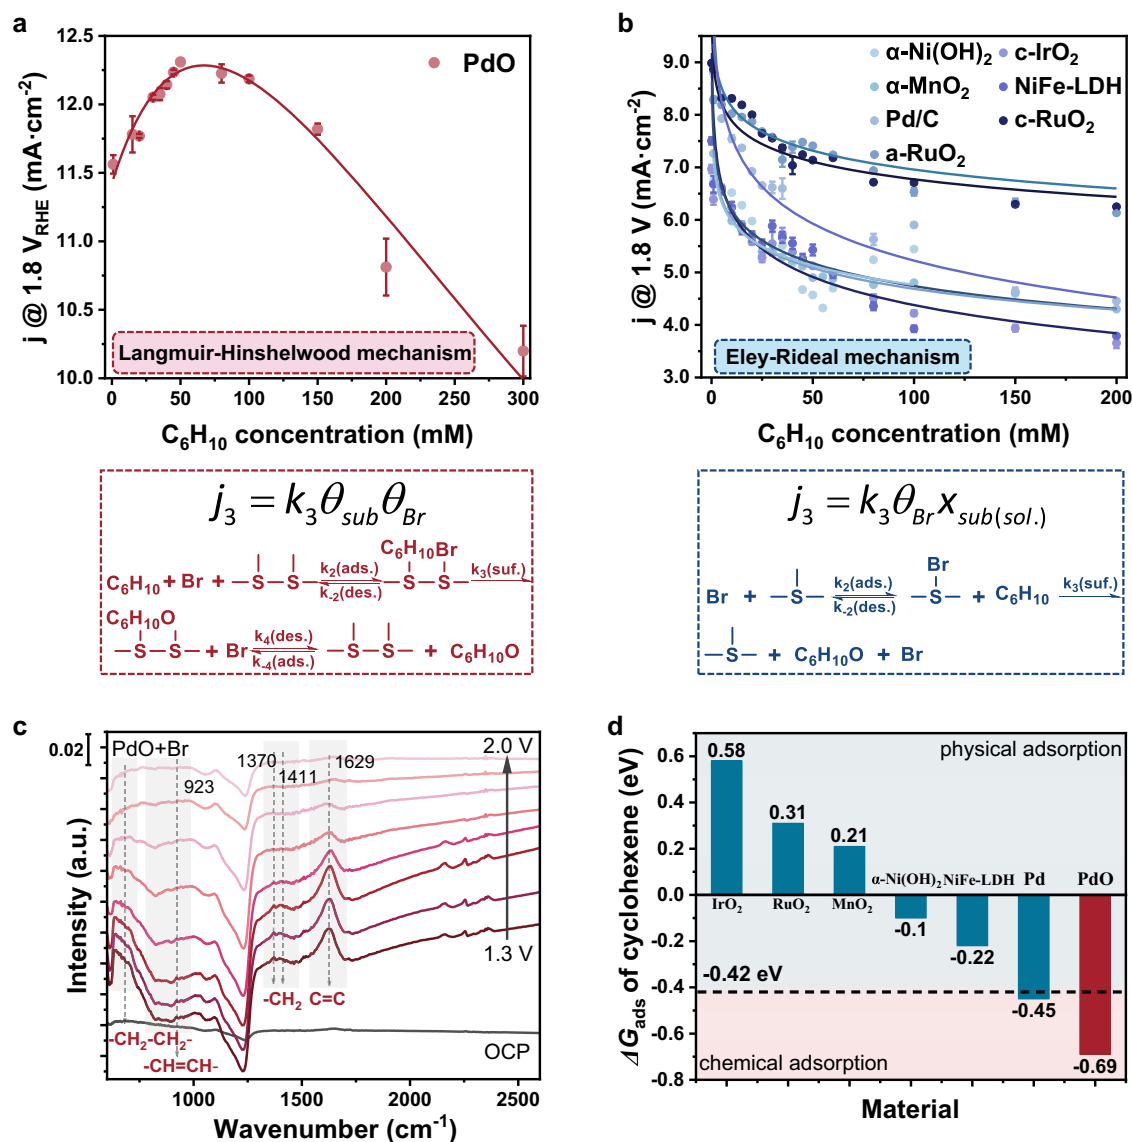 a
12.5
12.0
11.5
11.0
10.5
10.0
j @ 1.8 V_RHE (mA·cm⁻²)
PdO
Langmuir-Hinshelwood mechanism
0 50 100 150 200 250 300
C₆H₁₀ concentration (mM)
j₃ = k₃θ_sub θ_Br
C₆H₁₀Br
C₆H₁₀ + Br + S S k₂(ads.) k₋₂(des.) S S k₃(suf.)
C₆H₁₀O
S S + Br k₄(des.) k₋₄(ads.) S S + C₆H₁₀O
b
9.0
8.0
7.0
6.0
5.0
4.0
3.0
j @ 1.8 V (mA·cm⁻²)
α-Ni(OH)₂ c-IrO₂
α-MnO₂ NiFe-LDH
Pd/C c-RuO₂
a-RuO₂
Eley-Rideal mechanism
0 50 100 150 200
C₆H₁₀ concentration (mM)
j₃ = k₃θ_Br x_sub(sol.)
Br
Br + S k₂(ads.) k₋₂(des.) S + C₆H₁₀ k₃(suf.)
S + C₆H₁₀O + Br
c
0.02
PdO+Br
923
1370
1411
1629
2.0 V
1.3 V
-CH₂ C=C
-CH₂-CH₂-
-CH=CH-
OCP
Intensity (a.u.)
1000 1500 2000 2500
Wavenumber (cm⁻¹)
d
0.6
0.4
0.2
0.0
-0.2
-0.4
-0.6
-0.8
ΔG_ads of cyclohexene (eV)
physical adsorption
0.58
0.31
0.21
α-Ni(OH)₂ NiFe-LDH Pd PdO
IrO₂ RuO₂ MnO₂
-0.1
-0.22
-0.42 eV
-0.45
-0.69
chemical adsorption
Material